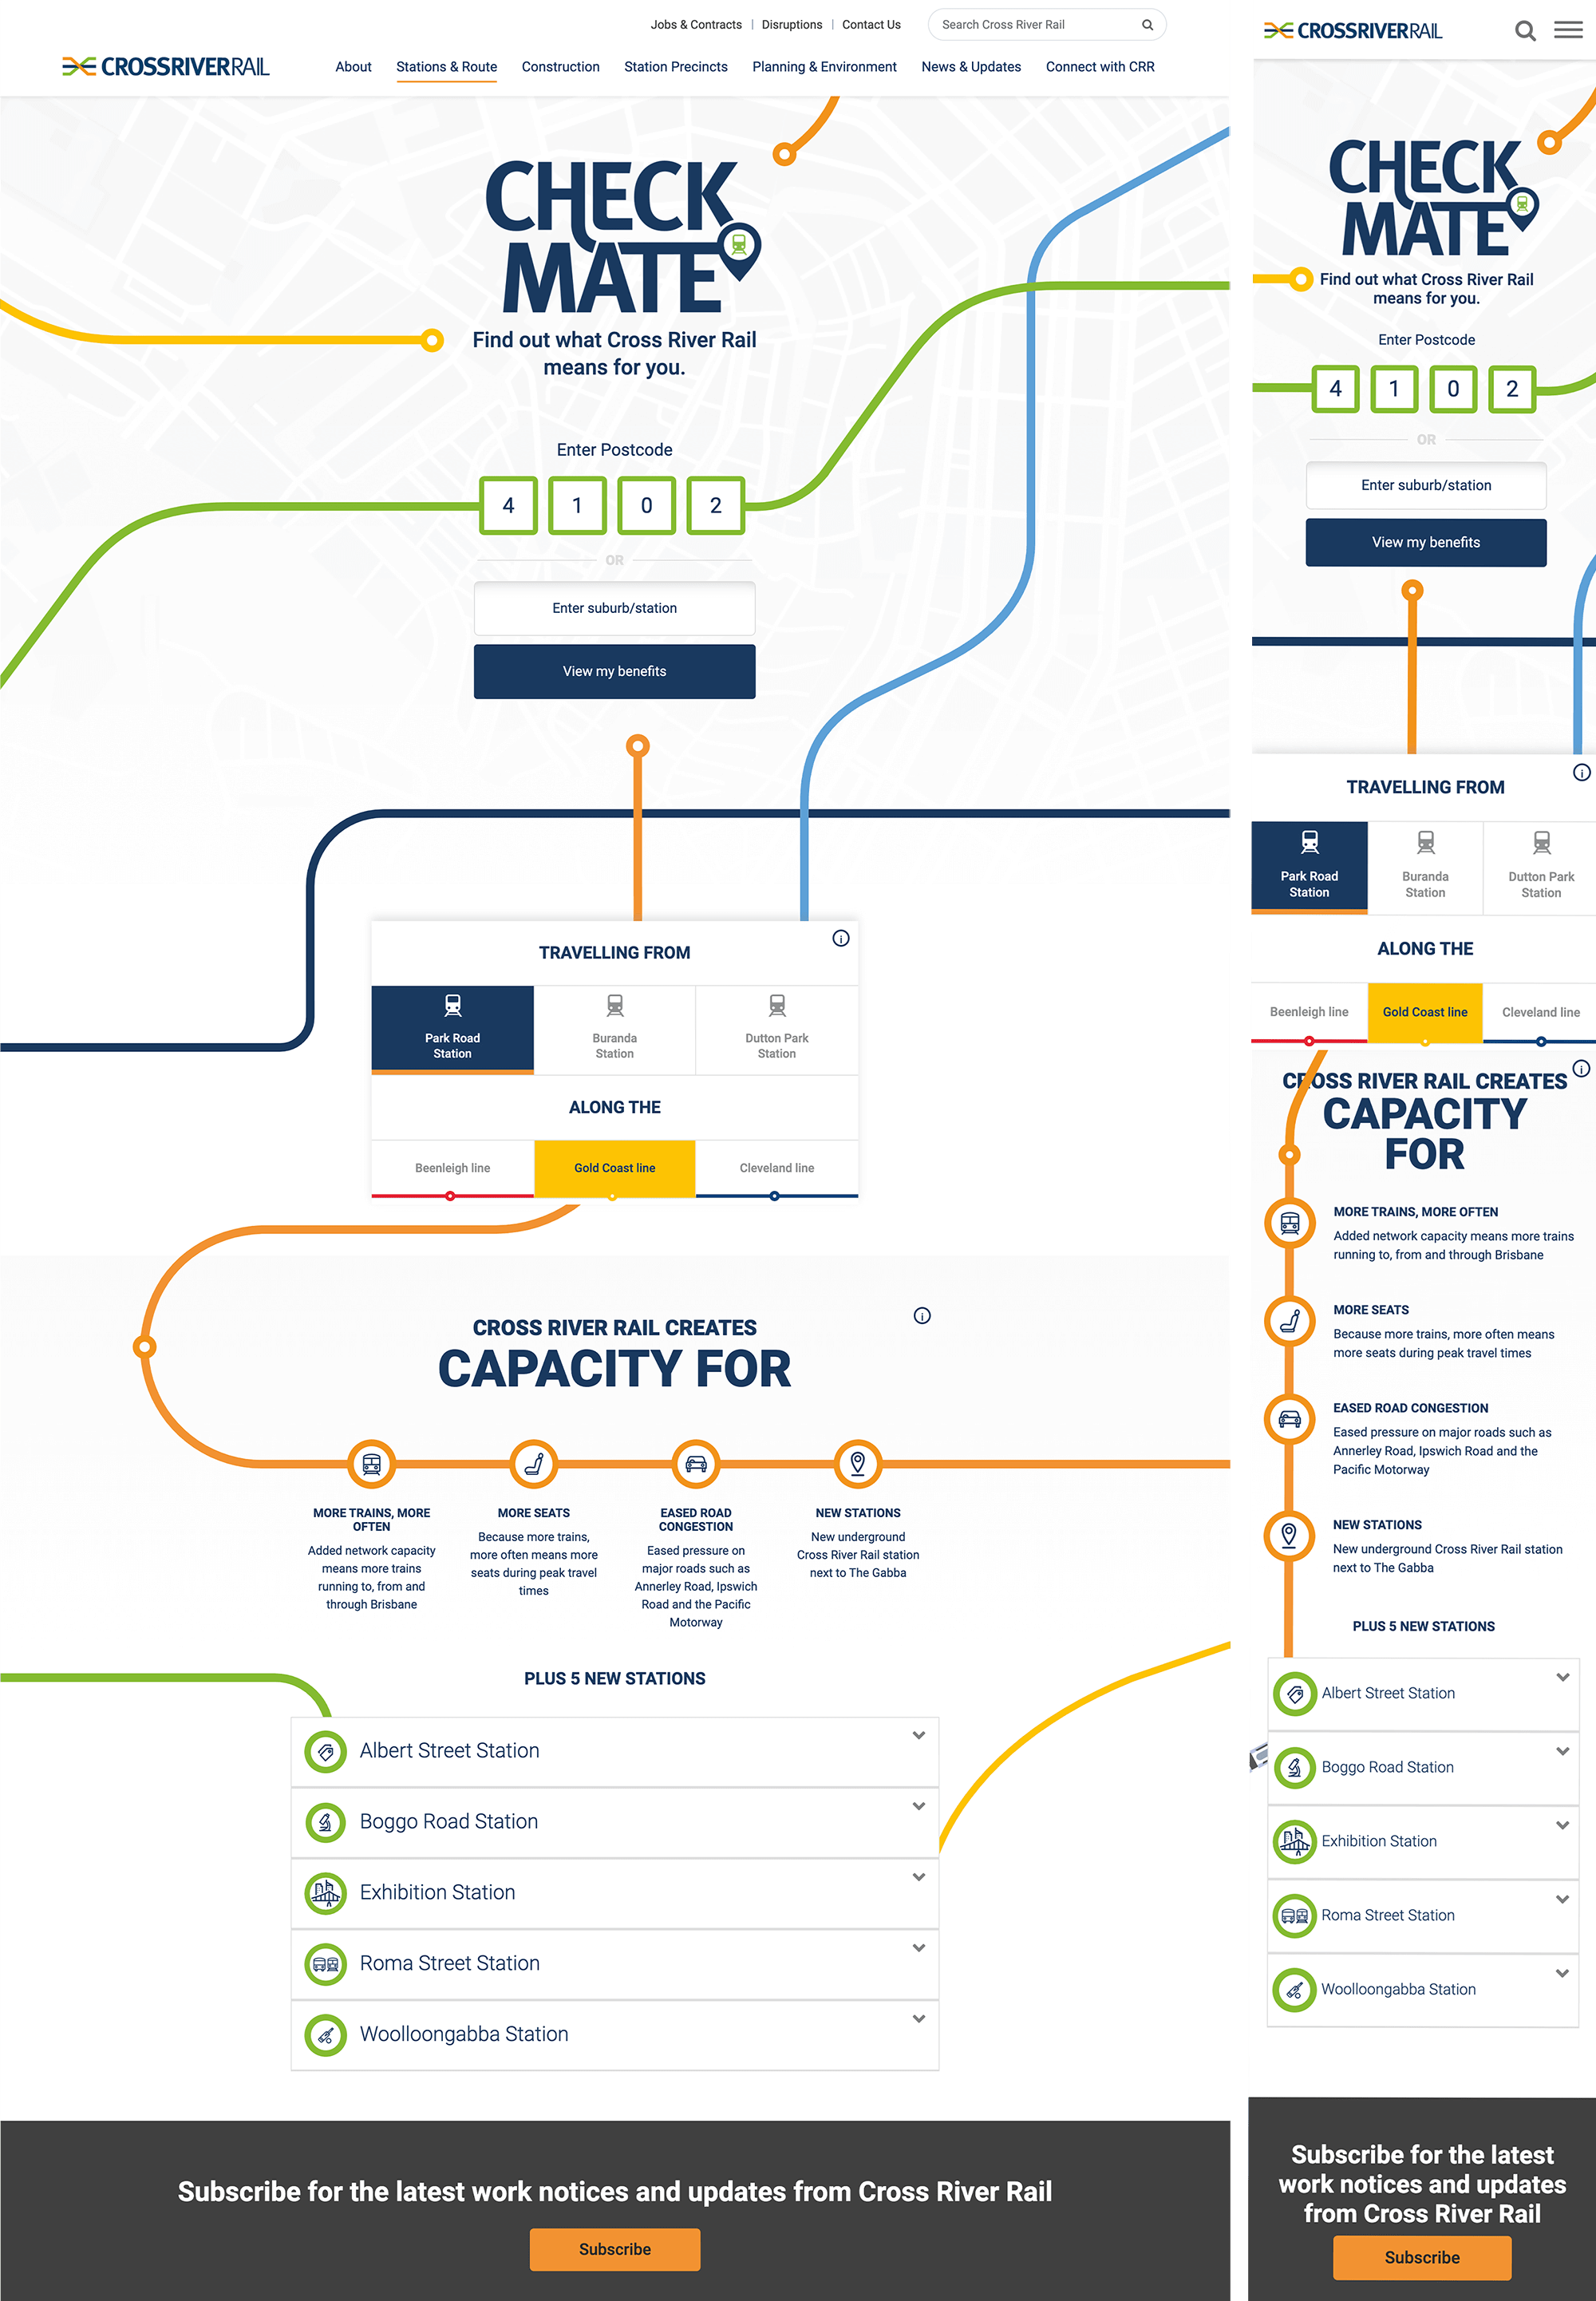 Jobs & Contracts | Disruptions | Contact Us
Search Cross River Rail
CROSSRIVERRAIL
About
Stations & Route
Construction
Station Precincts
Planning & Environment
News & Updates
Connect with CRR
CHECK
MATE
Find out what Cross River Rail
means for you.
Enter Postcode
4 1 0 2
OR
Enter suburb/station
View my benefits
TRAVELLING FROM
Park Road
Station
Buranda
Station
Dutton Park
Station
ALONG THE
Beenleigh line
Gold Coast line
Cleveland line
CROSS RIVER RAIL CREATES
CAPACITY FOR
MORE TRAINS, MORE
OFTEN
Added network capacity
means more trains
running to, from and
through Brisbane
MORE SEATS
Because more trains,
more often means more
seats during peak travel
times
EASED ROAD
CONGESTION
Eased pressure on
major roads such as
Annerley Road, Ipswich
Road and the Pacific
Motorway
NEW STATIONS
New underground
Cross River Rail station
next to The Gabba
PLUS 5 NEW STATIONS
Albert Street Station
Boggo Road Station
Exhibition Station
Roma Street Station
Woolloongabba Station
Subscribe for the latest work notices and updates from Cross River Rail
Subscribe
CROSSRIVERRAIL
CHECK
MATE
Find out what Cross River Rail
means for you.
Enter Postcode
4 1 0 2
OR
Enter suburb/station
View my benefits
TRAVELLING FROM
Park Road
Station
Buranda
Station
Dutton Park
Station
ALONG THE
Beenleigh line
Gold Coast line
Cleveland line
CROSS RIVER RAIL CREATES
CAPACITY
FOR
MORE TRAINS, MORE OFTEN
Added network capacity means more trains
running to, from and through Brisbane
MORE SEATS
Because more trains, more often means
more seats during peak travel times
EASED ROAD CONGESTION
Eased pressure on major roads such as
Annerley Road, Ipswich Road and the
Pacific Motorway
NEW STATIONS
New underground Cross River Rail station
next to The Gabba
PLUS 5 NEW STATIONS
Albert Street Station
Boggo Road Station
Exhibition Station
Roma Street Station
Woolloongabba Station
Subscribe for the latest
work notices and updates
from Cross River Rail
Subscribe